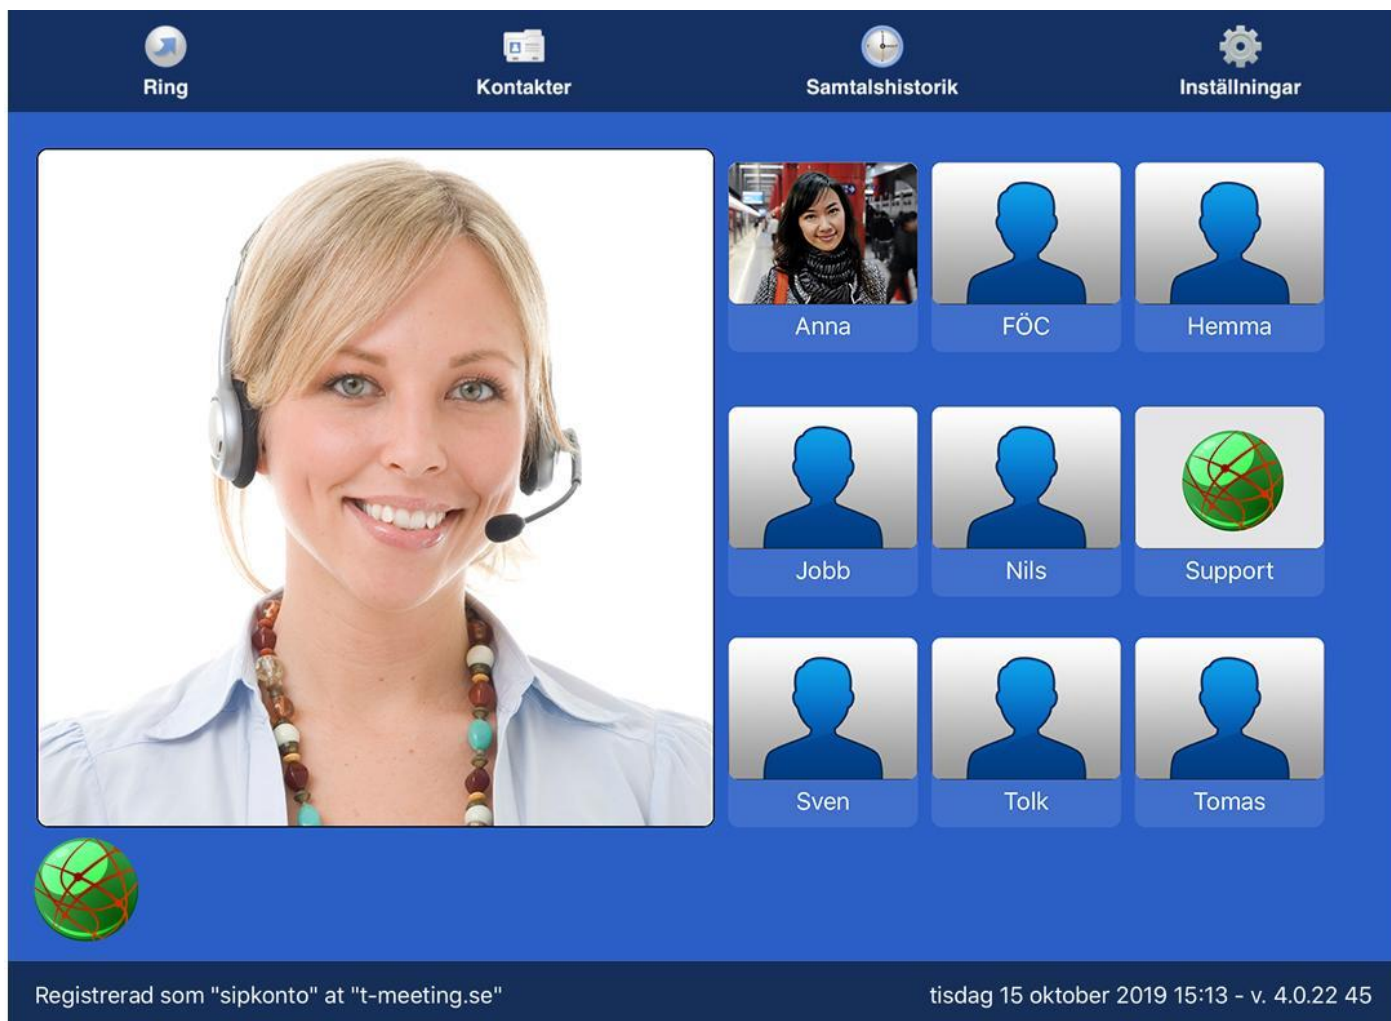 Ring
Kontakter
Samtalshistorik
Inställningar
Anna
FÖC
Hemma
Jobb
Nils
Support
Sven
Tolk
Tomas
Registrerad som "sipkonto" at "t-meeting.se"
tisdag 15 oktober 2019 15:13 - v. 4.0.22 45